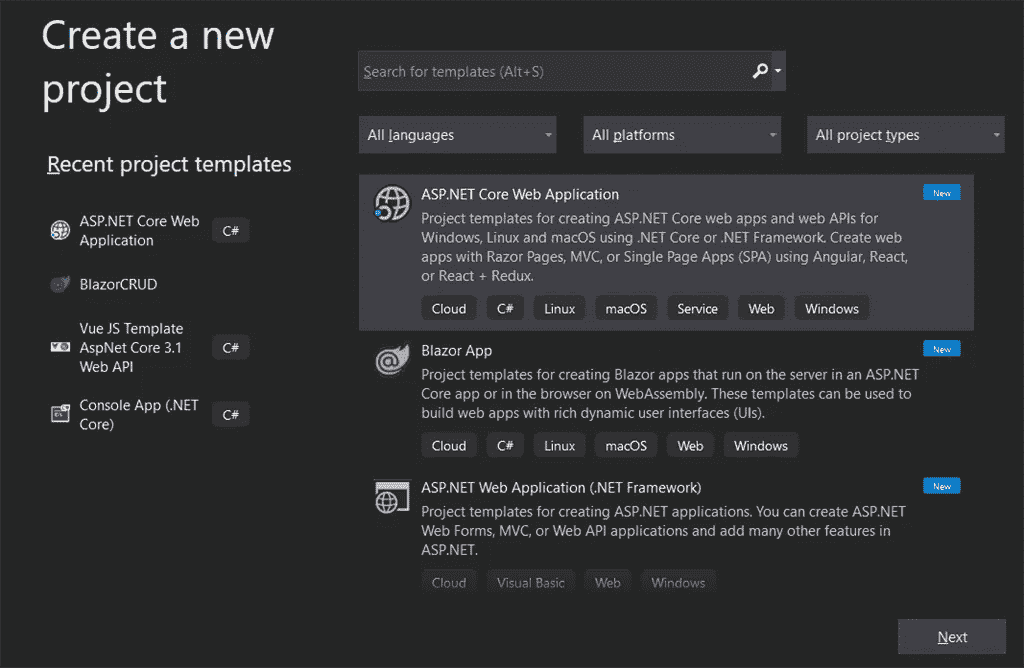 Create a new
project
Search for templates (Alt+S)
All languages
All platforms
All project types
Recent project templates
ASP.NET Core Web
Application
C#
BlazorCRUD
Vue JS Template
AspNet Core 3.1
Web API
C#
Console App (.NET
Core)
C#
ASP.NET Core Web Application
New
Project templates for creating ASP.NET Core web apps and web APIs for
Windows, Linux and macOS using .NET Core or .NET Framework. Create web
apps with Razor Pages, MVC, or Single Page Apps (SPA) using Angular, React,
or React + Redux.
Cloud C# Linux macOS Service Web Windows
Blazor App
New
Project templates for creating Blazor apps that run on the server in an ASP.NET
Core app or in the browser on WebAssembly. These templates can be used to
build web apps with rich dynamic user interfaces (UIs).
Cloud C# Linux macOS Web Windows
ASP.NET Web Application (.NET Framework)
New
Project templates for creating ASP.NET applications. You can create ASP.NET
Web Forms, MVC, or Web API applications and add many other features in
ASP.NET.
Cloud Visual Basic Web Windows
Next